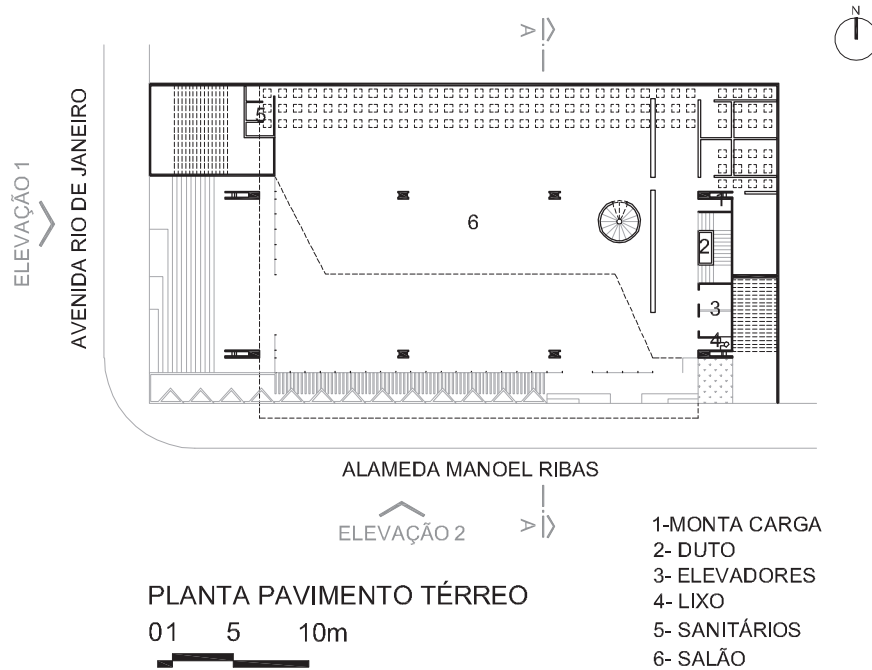 N
A
AVENIDA RIO DE JANEIRO
ELEVAÇÃO 1
5
6
1
2
3
4
ALAMEDA MANOEL RIBAS
ELEVAÇÃO 2
A
PLANTA PAVIMENTO TÉRREO
01 5 10m
1-MONTA CARGA
2- DUTO
3- ELEVADORES
4- LIXO
5- SANITÁRIOS
6- SALÃO